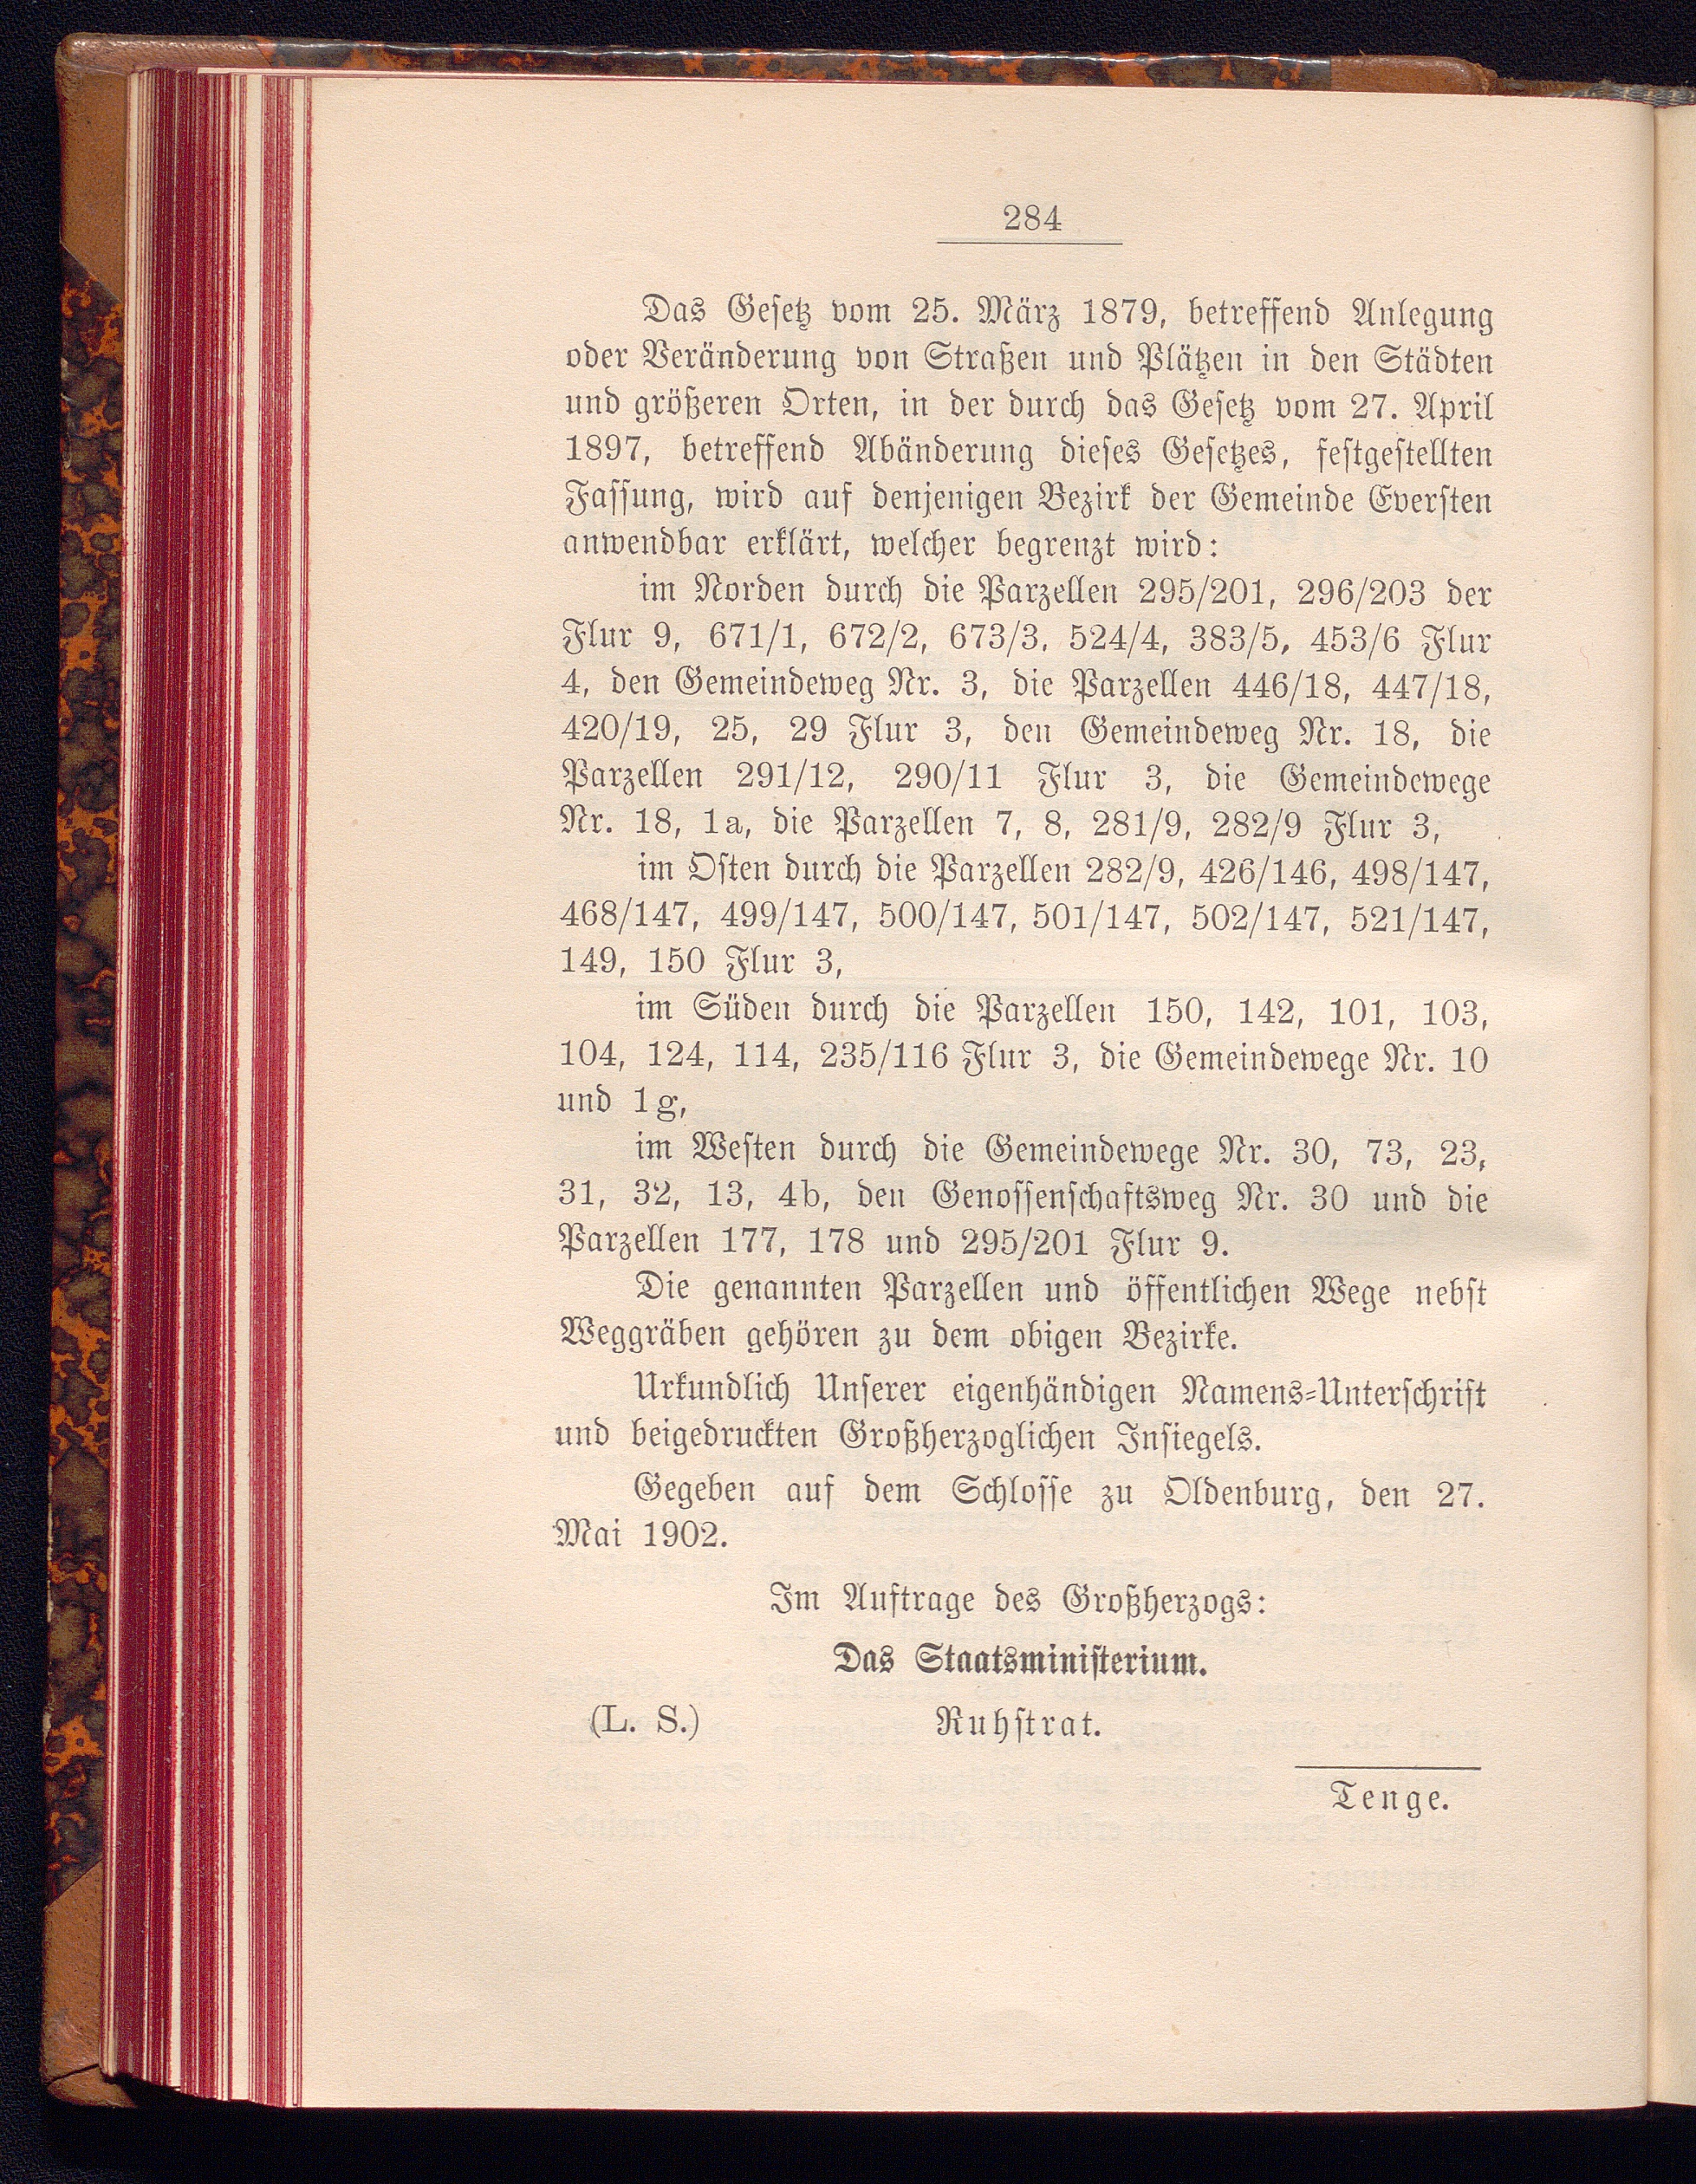 284
Das Gesetz vom 25. März 1879, betreffend Anlegung
oder Veränderung von Straßen und Plätzen in den Städten
und größeren Orten, in der durch das Gesetz vom 27. April
1897, betreffend Abänderung dieses Gesetzes, festgestellten
Fassung, wird auf denjenigen Bezirk der Gemeinde Eversten
anwendbar erklärt, welcher begrenzt wird:
im Norden durch die Parzellen 295/201, 296/203 der
Flur 9, 671/1, 672/2, 673/3, 524/4, 383/5, 453/6 Flur
4, den Gemeindeweg Nr. 3, die Parzellen 446/18, 447/18,
420/19, 25, 29 Flur 3, den Gemeindeweg Nr. 18, die
Parzellen 291/12, 290/11 Flur 3, die Gemeindewege
Nr. 18, 1a, die Parzellen 7, 8, 281/9, 282/9 Flur 3,
im Osten durch die Parzellen 282/9, 426/146, 498/147,
468/147, 499/147, 500/147, 501/147, 502/147, 521/147,
149, 150 Flur 3,
im Süden durch die Parzellen 150, 142, 101, 103,
104, 124, 114, 235/116 Flur 3, die Gemeindewege Nr. 10
und 1g,
im Westen durch die Gemeindewege Nr. 30, 73, 23,
31, 32, 13, 4b, den Genossenschaftsweg Nr. 30 und die
Parzellen 177, 178 und 295/201 Flur 9.
Die genannten Parzellen und öffentlichen Wege nebst
Weggräben gehören zu dem obigen Bezirke.
Urkundlich Unserer eigenhändigen Namens-Unterschrift
und beigedruckten Großherzoglichen Insiegels.
Gegeben auf dem Schlosse zu Oldenburg, den 27.
Mai 1902.
Im Auftrage des Großherzogs:
Das Staatsministerium.
(L. S.) Ruhstrat.
Tenge.